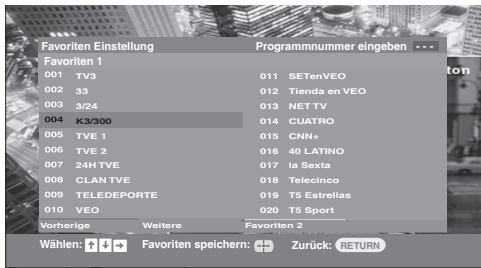 Favoriten Einstellung Programmnummer eingeben - - -
Favoriten 1
ton
001 TV3
002 33
003 3/24
004 K3/300
005 TVE 1
006 TVE 2
007 24H TVE
008 CLAN TVE
009 TELEDEPORTE
010 VEO
011 SETenVEO
012 Tienda en VEO
013 NET TV
014 CUATRO
015 CNN+
016 40 LATINO
017 la Sexta
018 Telecinco
019 T5 Estrellas
020 T5 Sport
Vorherige Weitere Favoriten 2
Wählen: ↑ ↓ → Favoriten speichern: Zurück: RETURN